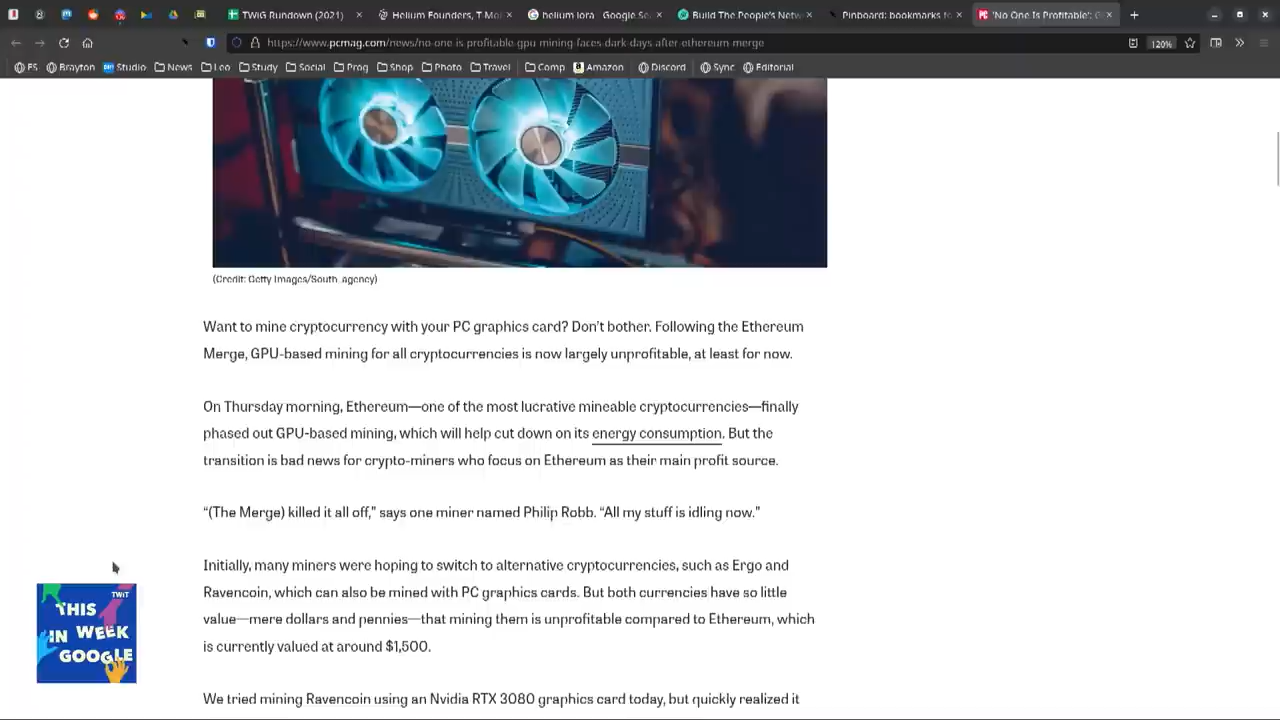 TWiG Rundown (2021)
Helium Founders, T-Mo
helium lora - Google Se
Build The People's Netw
Pinboard: bookmarks fo
'No One Is Profitable': G
https://www.pcmag.com/news/no-one-is-profitable-gpu-mining-faces-dark-days-after-ethereum-merge
120%
FS Brayton Studio News Leo Study Social Prog Shop Photo Travel Comp Amazon Discord Sync Editorial
(Credit: Getty Images/South_agency)
Want to mine cryptocurrency with your PC graphics card? Don't bother. Following the Ethereum
Merge, GPU-based mining for all cryptocurrencies is now largely unprofitable, at least for now.
On Thursday morning, Ethereum—one of the most lucrative mineable cryptocurrencies—finally
phased out GPU-based mining, which will help cut down on its energy consumption. But the
transition is bad news for crypto-miners who focus on Ethereum as their main profit source.
“(The Merge) killed it all off,” says one miner named Philip Robb. “All my stuff is idling now.”
Initially, many miners were hoping to switch to alternative cryptocurrencies, such as Ergo and
Ravencoin, which can also be mined with PC graphics cards. But both currencies have so little
value—mere dollars and pennies—that mining them is unprofitable compared to Ethereum, which
is currently valued at around $1,500.
We tried mining Ravencoin using an Nvidia RTX 3080 graphics card today, but quickly realized it
TWiT
THIS
IN WEEK
GOOGLE